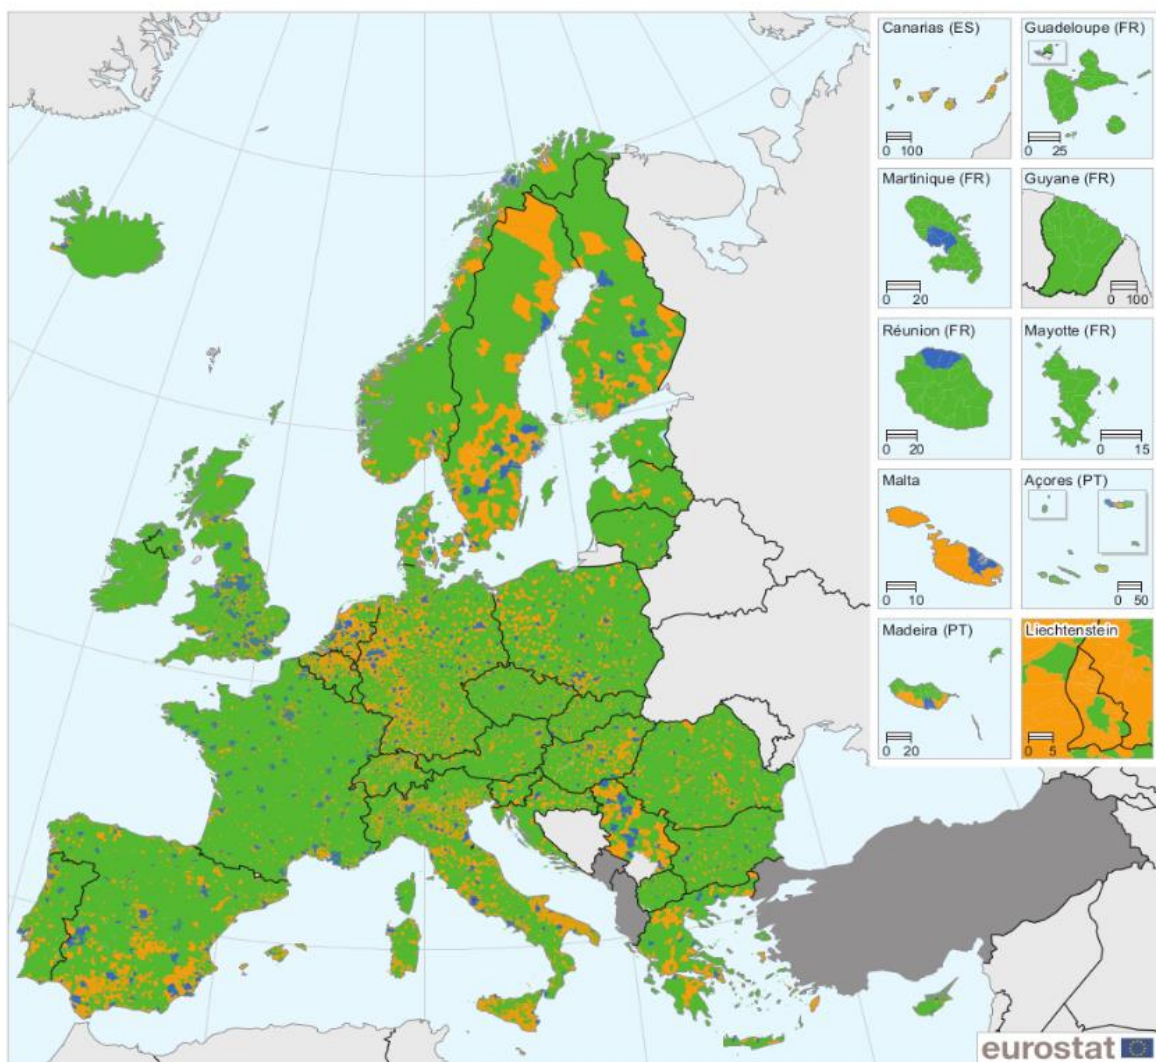 Canarias (ES)
0 100
Guadeloupe (FR)
0 25
Martinique (FR)
0 20
Guyane (FR)
0 100
Réunion (FR)
0 20
Mayotte (FR)
0 15
Malta
0 10
Açores (PT)
0 50
Madeira (PT)
0 20
Liechtenstein
0 5
eurostat